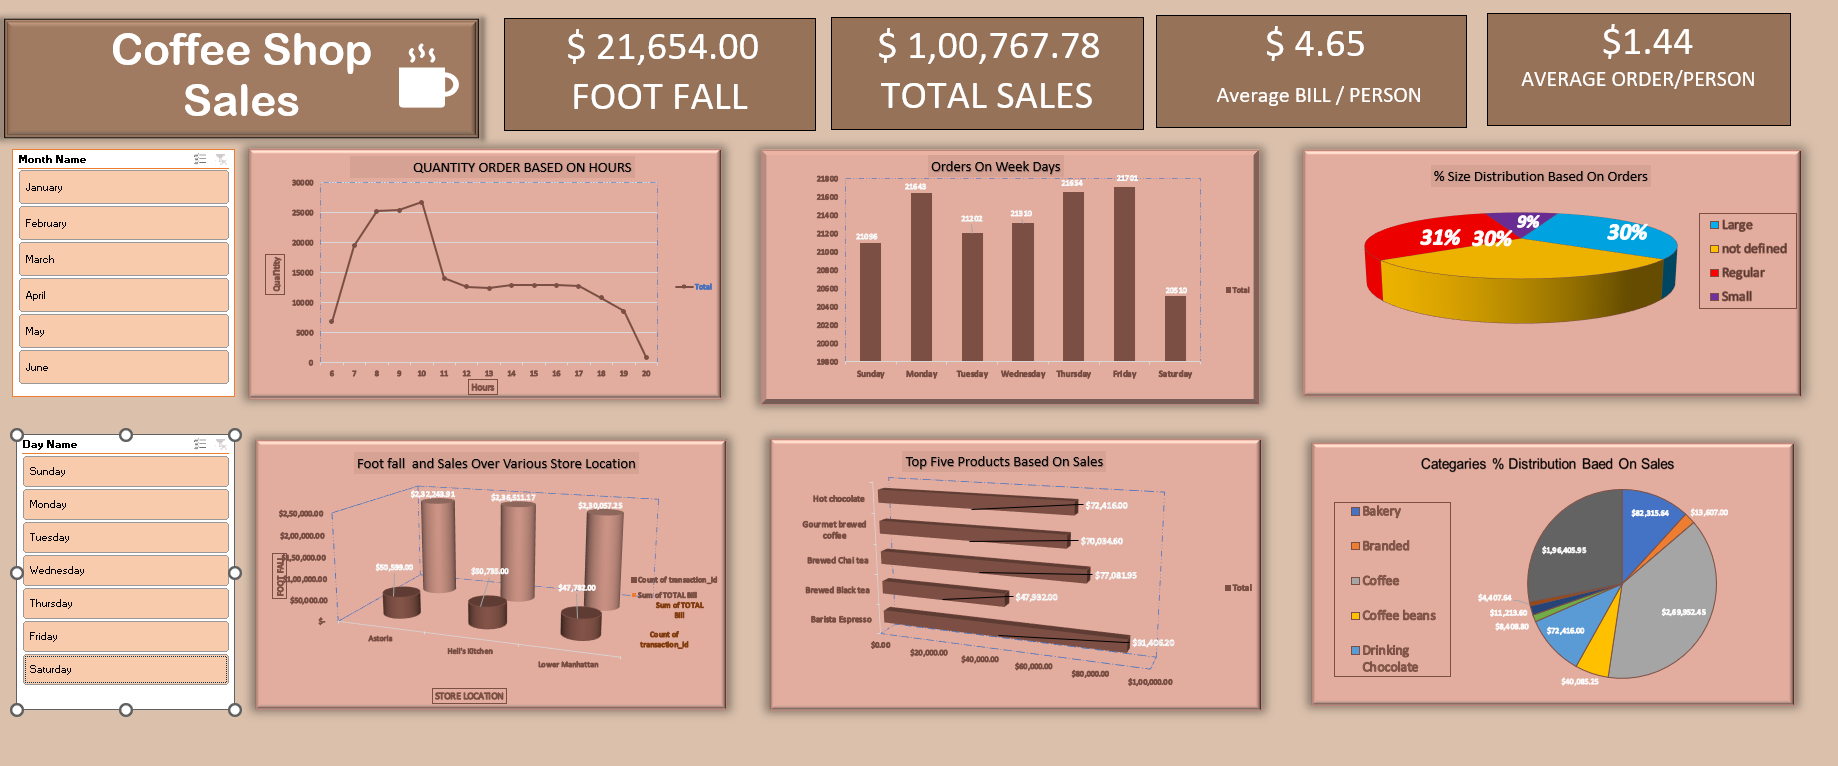 Coffee Shop
Sales
$ 21,654.00
FOOT FALL
$ 1,00,767.78
TOTAL SALES
$ 4.65
Average BILL / PERSON
$1.44
AVERAGE ORDER/PERSON
Month Name
January
February
March
April
May
June
QUANTITY ORDER BASED ON HOURS
30000
25000
20000
15000
10000
5000
0
Quantity
6 7 8 9 10 11 12 13 14 15 16 17 18 19 20
Hours
Total
Orders On Week Days
21800
21600
21400
21200
21000
20800
20600
20400
20200
20000
19800
21096
21643
21202
21310
21654
21701
20510
Sunday Monday Tuesday Wednesday Thursday Friday Saturday
Total
% Size Distribution Based On Orders
31% 30% 9% 30%
Large
not defined
Regular
Small
Day Name
Sunday
Monday
Tuesday
Wednesday
Thursday
Friday
Saturday
Foot fall and Sales Over Various Store Location
$2,50,000.00
$2,00,000.00
$1,50,000.00
$1,00,000.00
$50,000.00
$-
FOOT FALL
$2,32,243.91
$2,36,511.17
$2,30,057.25
$50,599.00
$50,735.00
$47,782.00
Astoria
Hell's Kitchen
Lower Manhattan
Count of transaction_id
Sum of TOTAL Bill
Sum of TOTAL
Bill
Count of
transaction_id
STORE LOCATION
Top Five Products Based On Sales
Hot chocolate
Gourmet brewed
coffee
Brewed Chai tea
Brewed Black tea
Barista Espresso
$72,416.00
$70,034.60
$77,081.95
$47,932.00
$91,406.20
$0.00
$20,000.00
$40,000.00
$60,000.00
$80,000.00
$1,00,000.00
Total
Categaries % Distribution Baed On Sales
Bakery
Branded
Coffee
Coffee beans
Drinking
Chocolate
$82,315.64
$13,607.00
$1,96,405.95
$2,69,952.45
$4,407.64
$11,213.60
$8,408.80
$72,416.00
$40,085.25